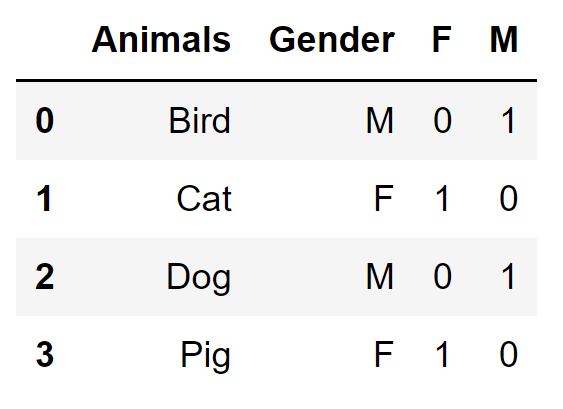 Animals Gender F M
0 Bird M 0 1
1 Cat F 1 0
2 Dog M 0 1
3 Pig F 1 0